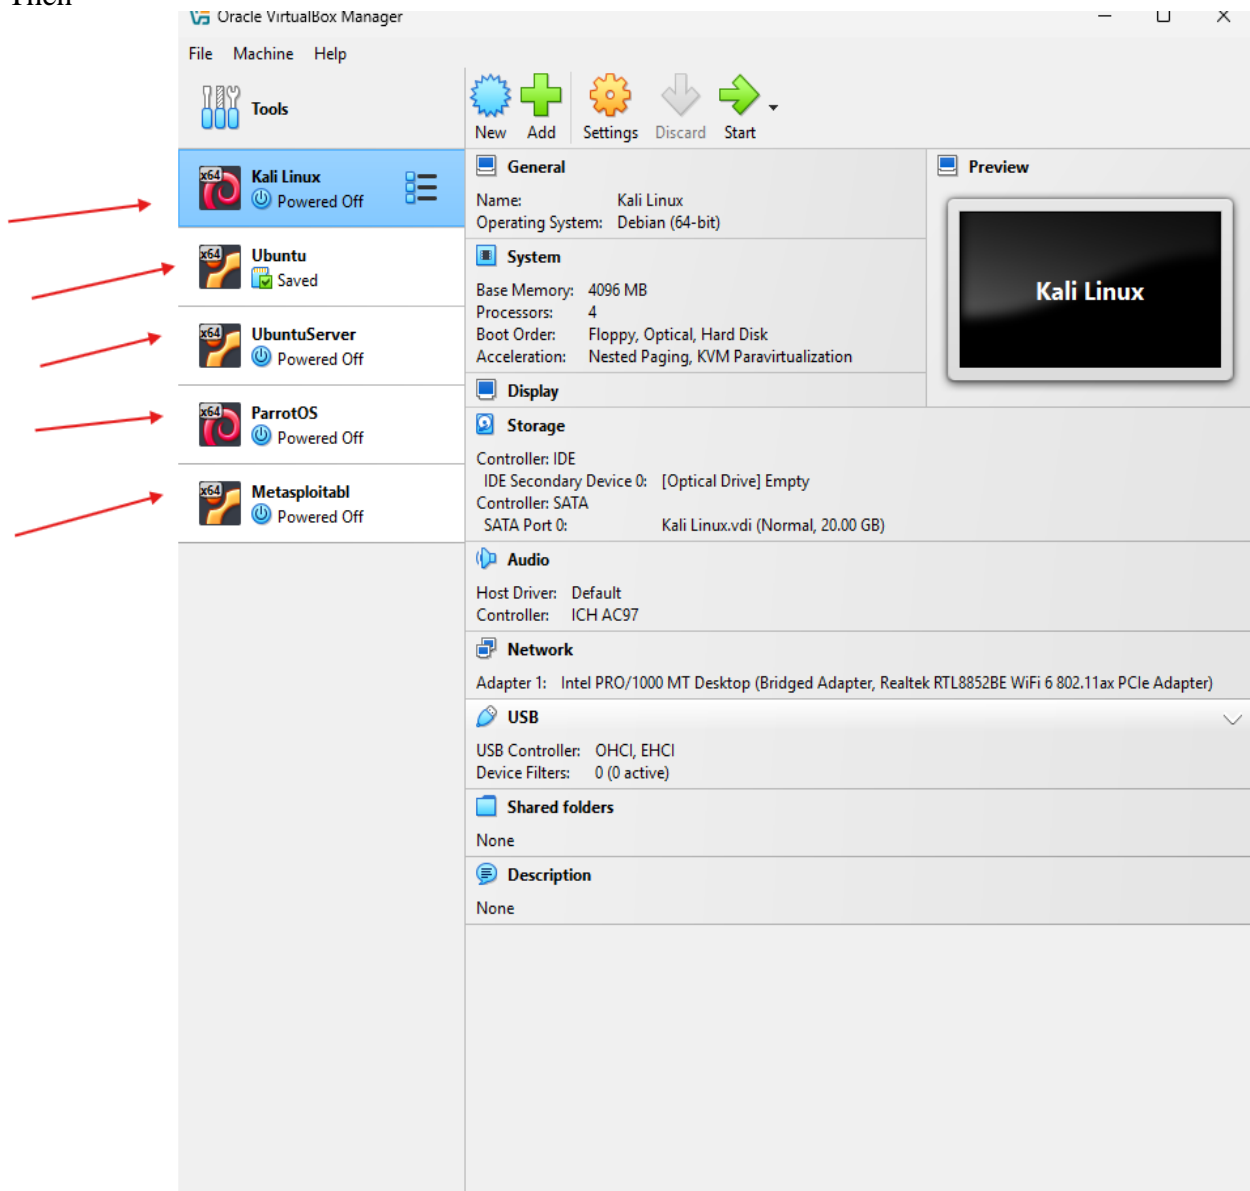 Then
Oracle VirtualBox Manager
File Machine Help
Tools
New Add Settings Discard Start
x64 Kali Linux
Powered Off
x64 Ubuntu
Saved
x64 UbuntuServer
Powered Off
x64 ParrotOS
Powered Off
x64 Metasploitabl
Powered Off
General
Name: Kali Linux
Operating System: Debian (64-bit)
System
Base Memory: 4096 MB
Processors: 4
Boot Order: Floppy, Optical, Hard Disk
Acceleration: Nested Paging, KVM Paravirtualization
Display
Preview
Kali Linux
Storage
Controller: IDE
IDE Secondary Device 0: [Optical Drive] Empty
Controller: SATA
SATA Port 0: Kali Linux.vdi (Normal, 20.00 GB)
Audio
Host Driver: Default
Controller: ICH AC97
Network
Adapter 1: Intel PRO/1000 MT Desktop (Bridged Adapter, Realtek RTL8852BE WiFi 6 802.11ax PCIe Adapter)
USB
USB Controller: OHCI, EHCI
Device Filters: 0 (0 active)
Shared folders
None
Description
None